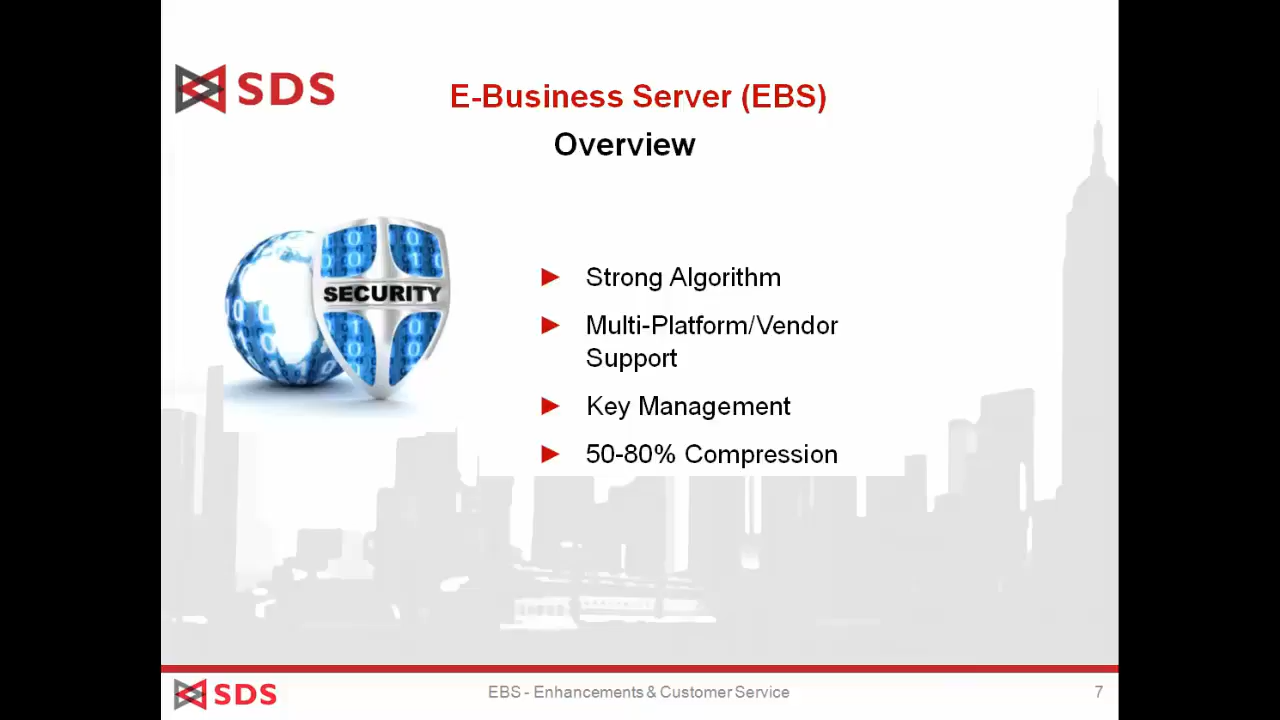 SDS
E-Business Server (EBS)
Overview
SECURITY
Strong Algorithm
Multi-Platform/Vendor
Support
Key Management
50-80% Compression
SDS
EBS - Enhancements & Customer Service
7